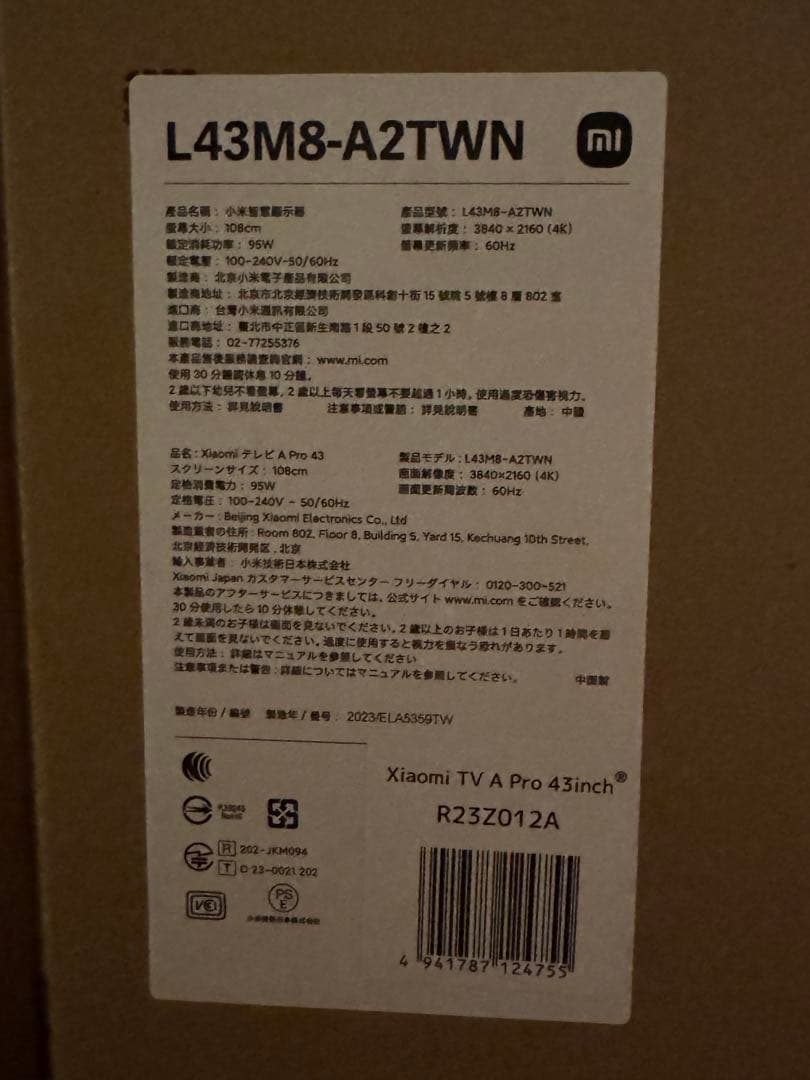 L43M8-A2TWN
mi
產品名稱：小米智慧顯示器 產品型號：L43M8-A2TWN
螢幕大小：108cm 螢幕解析度：3840 × 2160 (4K)
額定消耗功率：95W 螢幕更新頻率：60Hz
額定電壓：100-240V~50/60Hz
製造商：北京小米電子產品有限公司
製造商地址：北京市北京經濟技術開發區科創十街 15 號院 5 號樓 8 層 802 室
進口商：台灣小米通訊有限公司
進口商地址：臺北市中正區新生南路 1 段 50 號 2 樓之 2
服務電話：02-77255376
本產品售後服務請查詢官網：www.mi.com
使用 30 分鐘請休息 10 分鐘。
2 歲以下幼兒不看螢幕，2 歲以上每天看螢幕不要超過 1 小時。使用過度恐傷害視力。
使用方法：詳見說明書 注意事項或警語：詳見說明書 產地：中國
品名：Xiaomi テレビ A Pro 43 製品モデル：L43M8-A2TWN
スクリーンサイズ：108cm 画面解像度：3840×2160 (4K)
定格消費電力：95W 画面更新周波数：60Hz
定格電圧：100-240V ~ 50/60Hz
メーカー：Beijing Xiaomi Electronics Co., Ltd
製造業者の住所：Room 802, Floor 8, Building 5, Yard 15, Kechuang 10th Street,
北京経済技術開発区，北京
輸入事業者：小米技術日本株式会社
Xiaomi Japan カスタマーサービスセンター フリーダイヤル：0120-300-521
本製品のアフターサービスにつきましては、公式サイト www.mi.com をご確認ください。
30 分使用したら 10 分休憩してください。
2 歳未満のお子様は画面を見ないでください。2 歳以上のお子様は 1 日あたり 1 時間を超
えて画面を見ないでください。過度に使用すると視力を損なう恐れがあります。
使用方法：詳細はマニュアルを参照してください
注意事項または警告：詳細についてはマニュアルを参照してください。 中国製
製造年份 / 編號 製造年 / 番号：2023/ELA5359TW
Xiaomi TV A Pro 43inch®
R23Z012A
RoHS
R 202-JKM094
T D 23-0021 202
VCCI
PS
E
小米技術日本株式会社
4 941787 124755